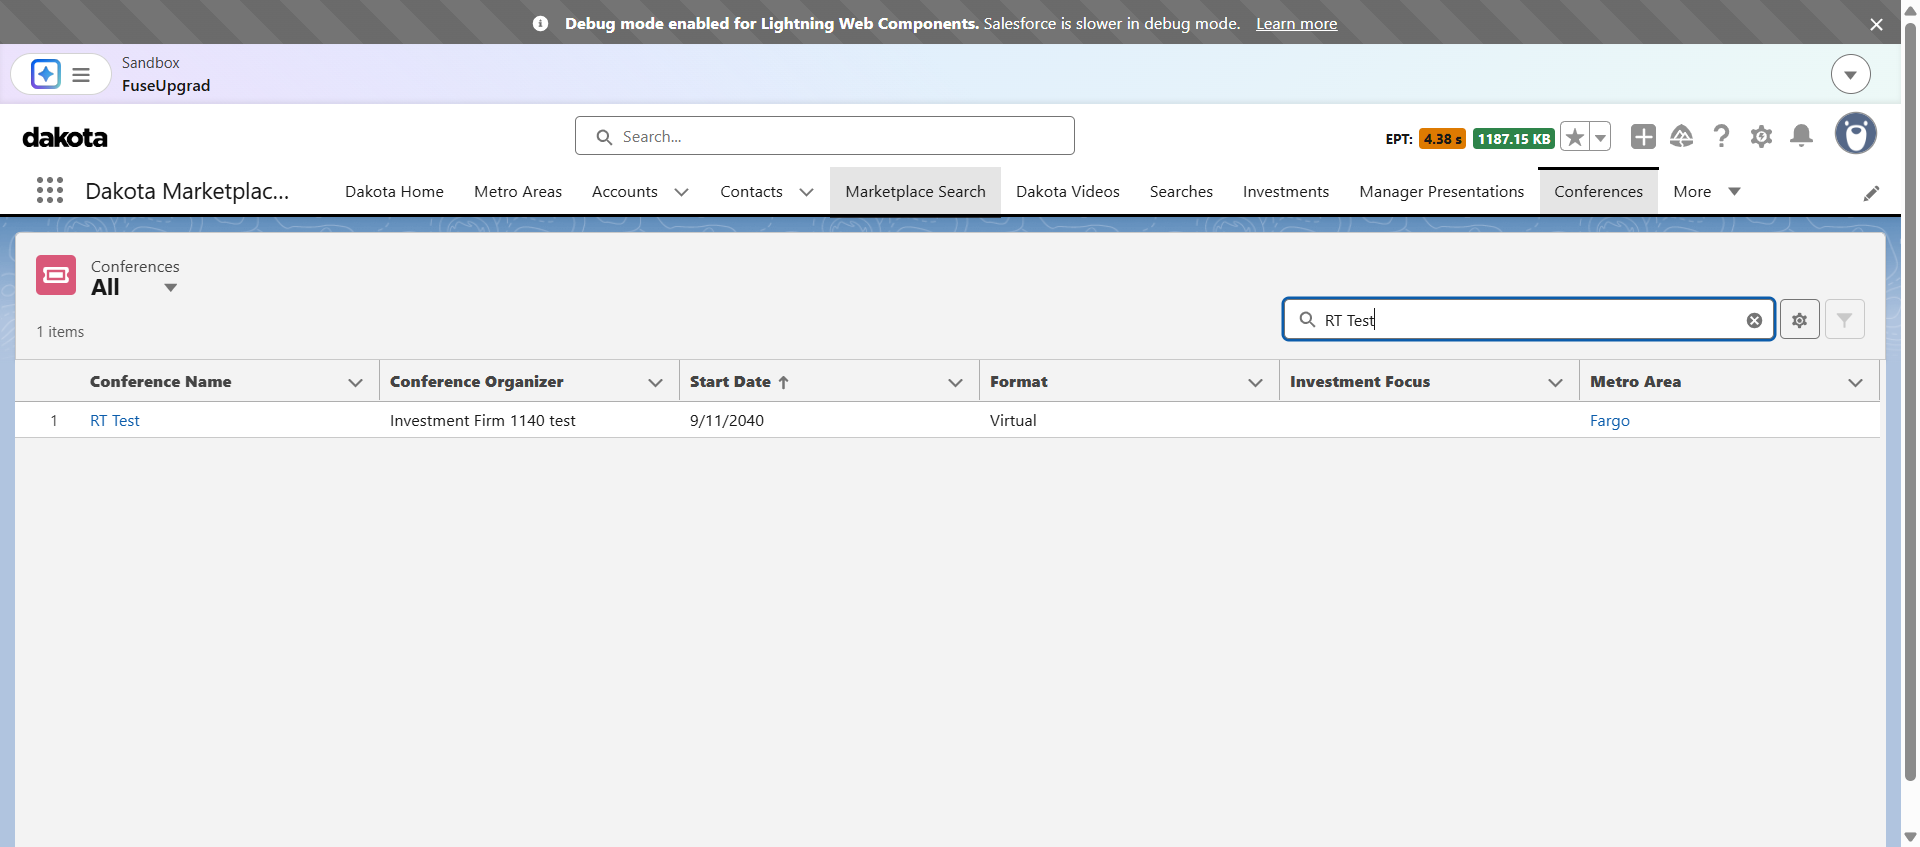 Debug mode enabled for Lightning Web Components. Salesforce is slower in debug mode. Learn more
Sandbox
FuseUpgrad
dakota
Search...
EPT: 4.38 s 1187.15 KB
Dakota Marketplac... Dakota Home Metro Areas Accounts Contacts Marketplace Search Dakota Videos Searches Investments Manager Presentations Conferences More
Conferences
All
1 items
RT Test
Conference Name Conference Organizer Start Date Format Investment Focus Metro Area
1 RT Test Investment Firm 1140 test 9/11/2040 Virtual Fargo